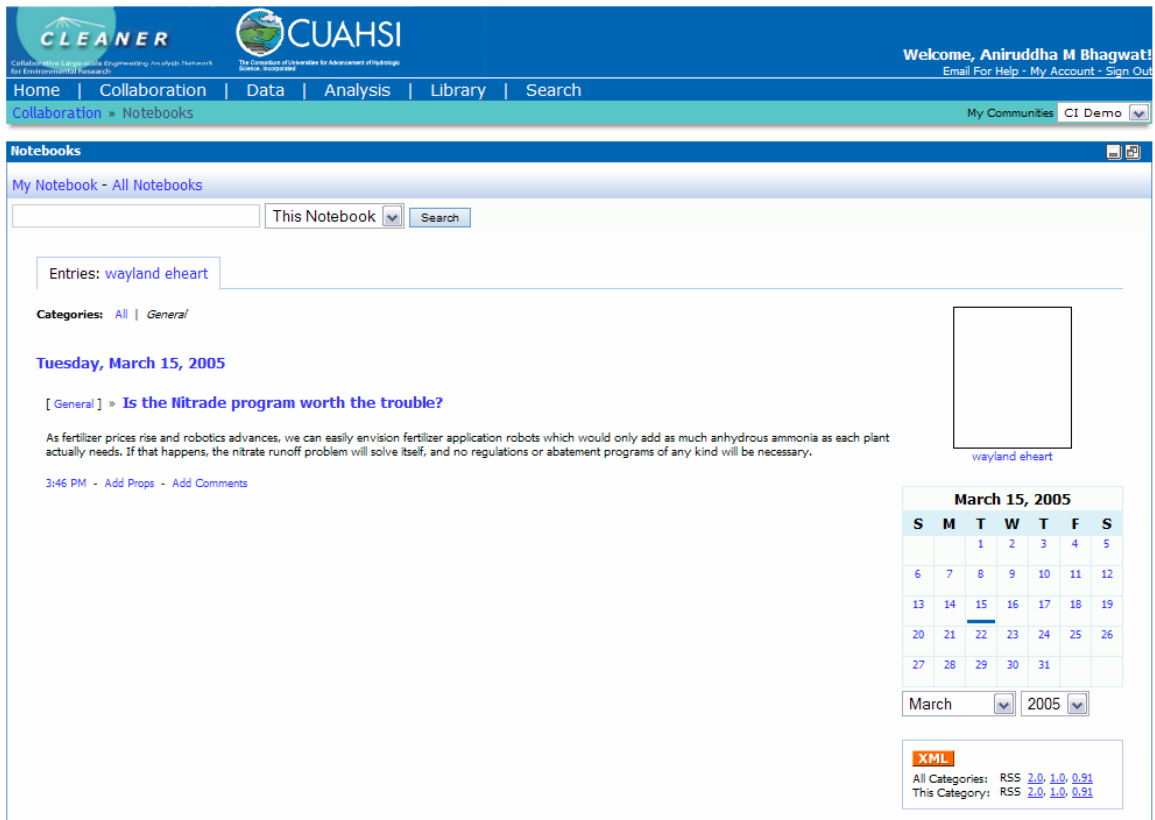 CLEANER
Collaborative Large-scale Engineering Analysis Network
for Environmental Research
CUAHSI
The Consortium of Universities for Advancement of Hydrologic
Science, Incorporated
Welcome, Aniruddha M Bhagwat!
Email For Help - My Account - Sign Out
Home | Collaboration | Data | Analysis | Library | Search
Collaboration » Notebooks
My Communities CI Demo
Notebooks
My Notebook - All Notebooks
This Notebook Search
Entries: wayland eheart
Categories: All | General
Tuesday, March 15, 2005
[ General ] » Is the Nitrade program worth the trouble?
As fertilizer prices rise and robotics advances, we can easily envision fertilizer application robots which would only add as much anhydrous ammonia as each plant
actually needs. If that happens, the nitrate runoff problem will solve itself, and no regulations or abatement programs of any kind will be necessary.
3:46 PM - Add Props - Add Comments
wayland eheart
March 15, 2005
S M T W T F S
1 2 3 4 5
6 7 8 9 10 11 12
13 14 15 16 17 18 19
20 21 22 23 24 25 26
27 28 29 30 31
March 2005
XML
All Categories: RSS 2.0, 1.0, 0.91
This Category: RSS 2.0, 1.0, 0.91